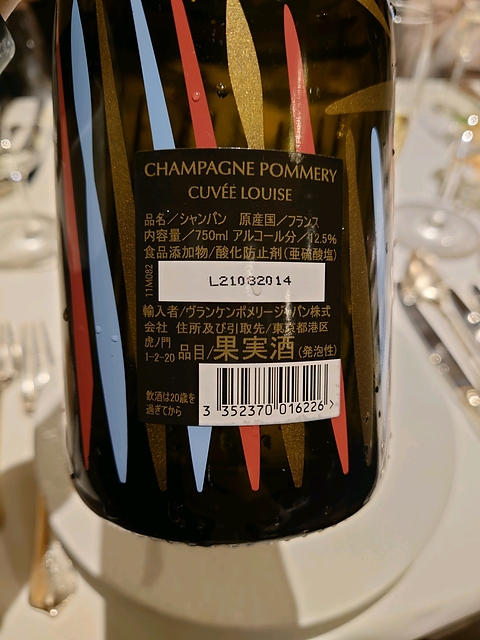 CHAMPAGNE POMMERY
CUVÉE LOUISE
品名／シャンパン 原産国／フランス
内容量／750ml アルコール分／12.5%
食品添加物/酸化防止剤(亜硫酸塩)
11M082
L21082014
輸入者/ヴランケンポメリージャパン株式
会社 住所及び引取先/東京都港区
虎ノ門
1-2-20 品目/果実酒(発泡性)
飲酒は20歳を
過ぎてから
3 352370 016226 >